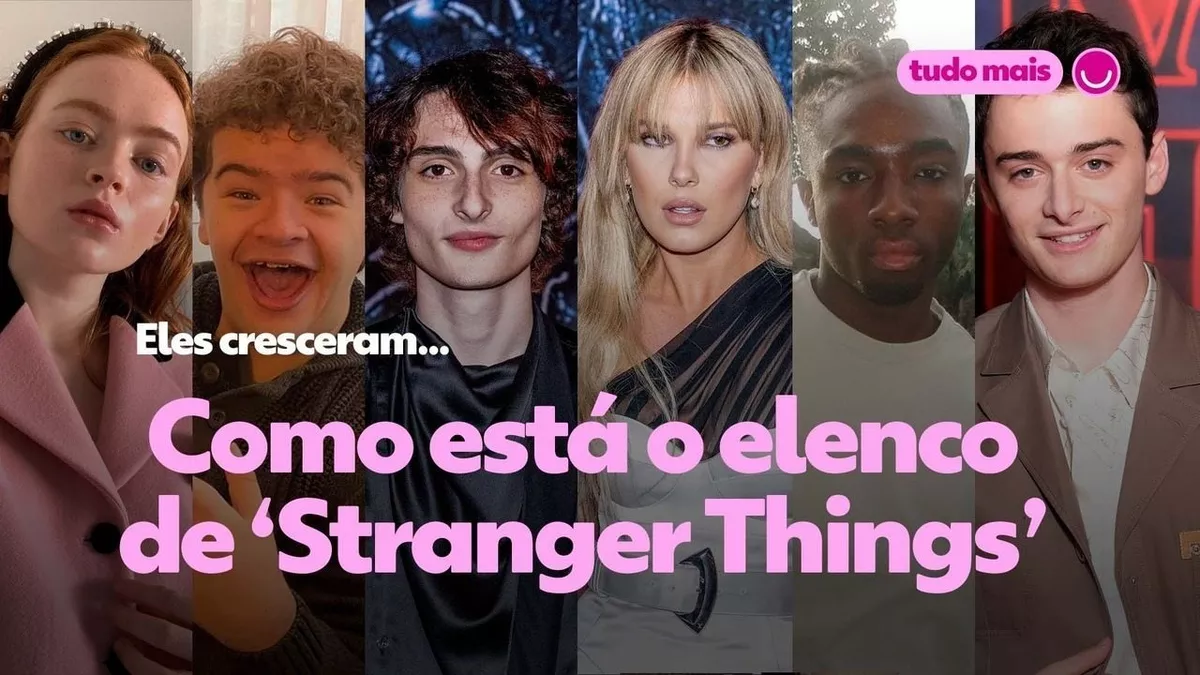 tudo mais
Eles cresceram...
Como está o elenco
de ‘Stranger Things’